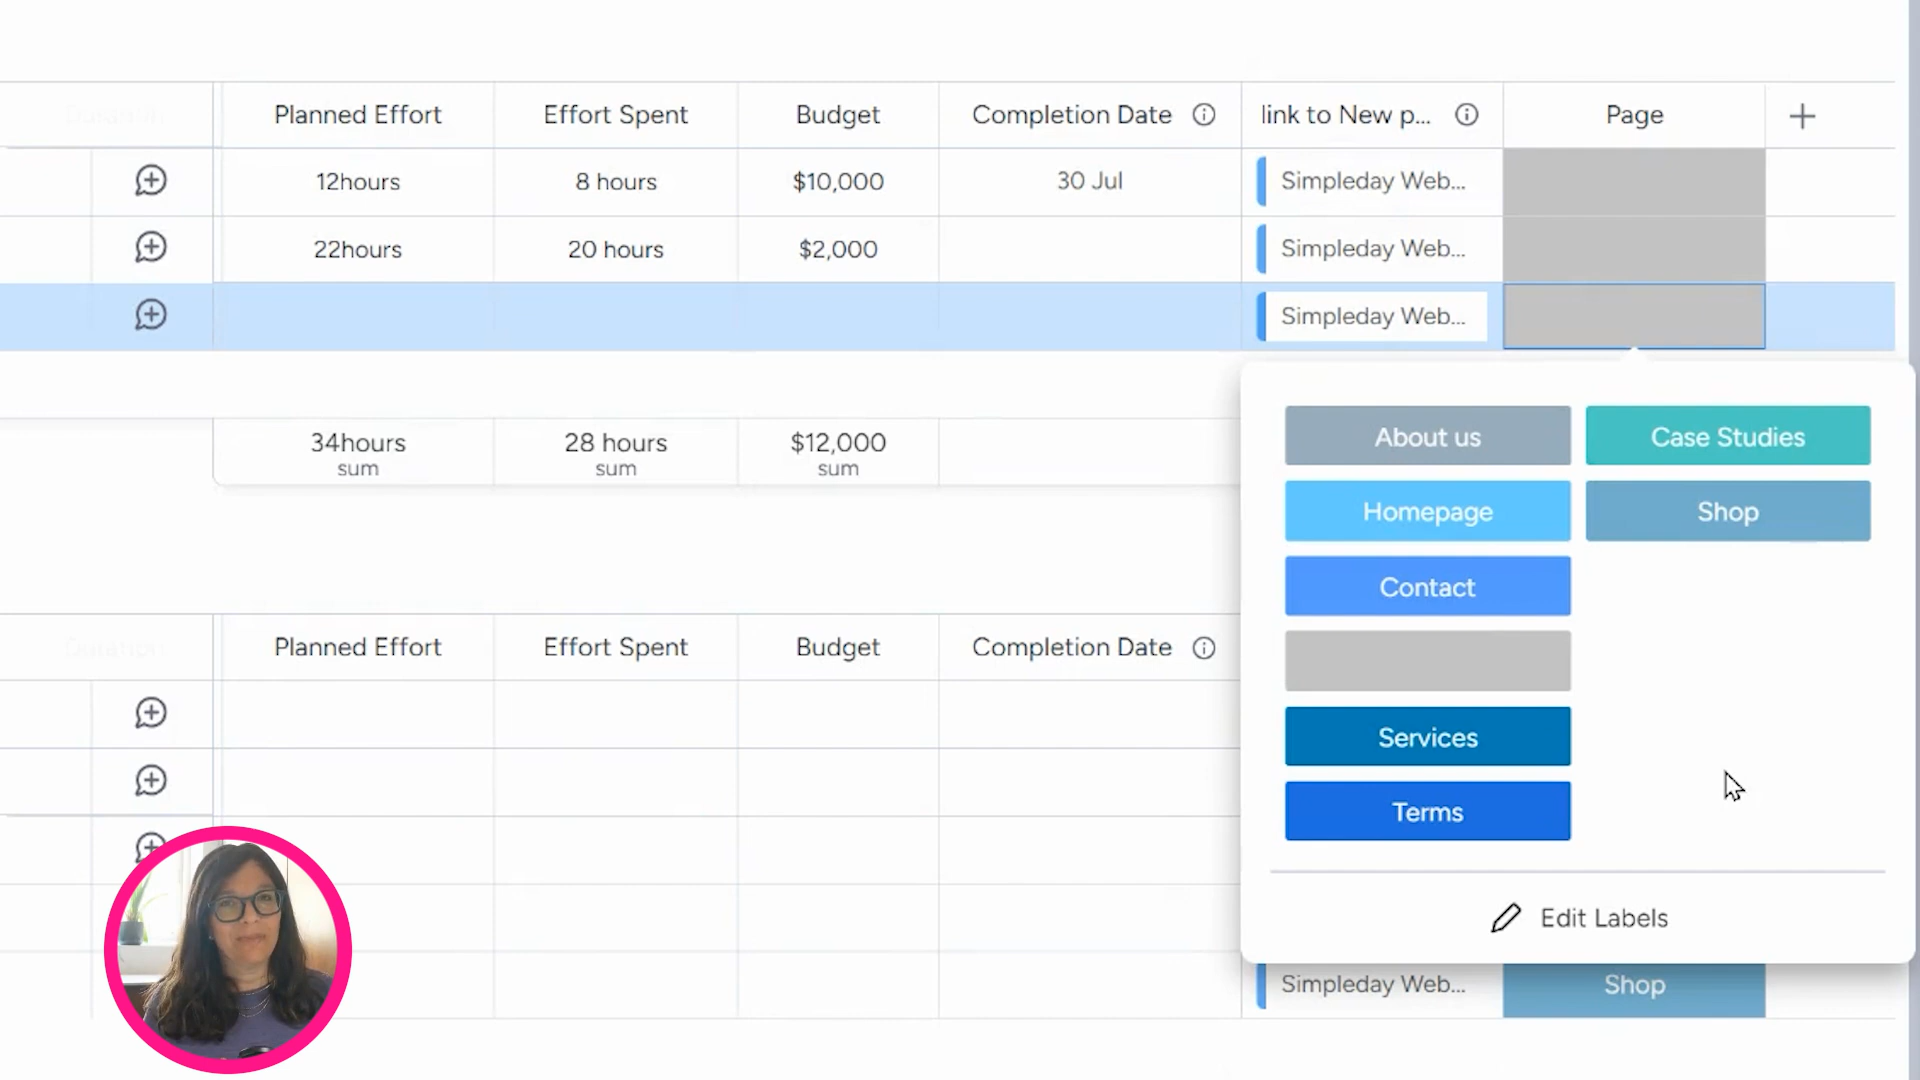 Duration Planned Effort Effort Spent Budget Completion Date link to New p... Page
12hours 8 hours $10,000 30 Jul Simpleday Web...
22hours 20 hours $2,000 Simpleday Web...
Simpleday Web...
34hours 28 hours $12,000
sum sum sum
About us Case Studies
Homepage Shop
Contact
Services
Terms
Edit Labels
Duration Planned Effort Effort Spent Budget Completion Date
Simpleday Web... Shop